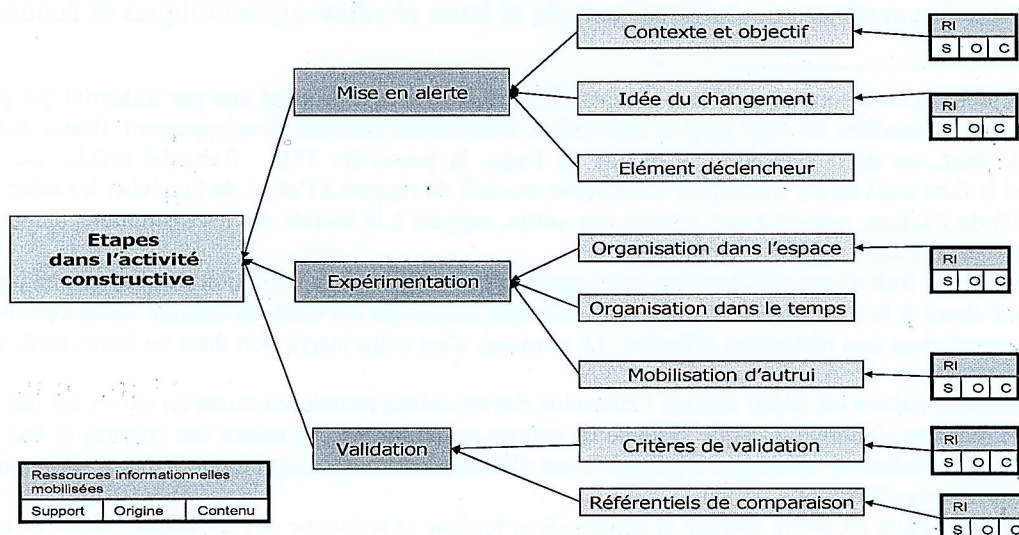 Contexte et objectif
RI
S O C
Mise en alerte
Idée du changement
RI
S O C
Elément déclencheur
Etapes
dans l'activité
constructive
Organisation dans l'espace
RI
S O C
Expérimentation
Organisation dans le temps
Mobilisation d'autrui
RI
S O C
Validation
Critères de validation
RI
S O C
Référentiels de comparaison
RI
S O C
Ressources informationnelles
mobilisées
Support Origine Contenu